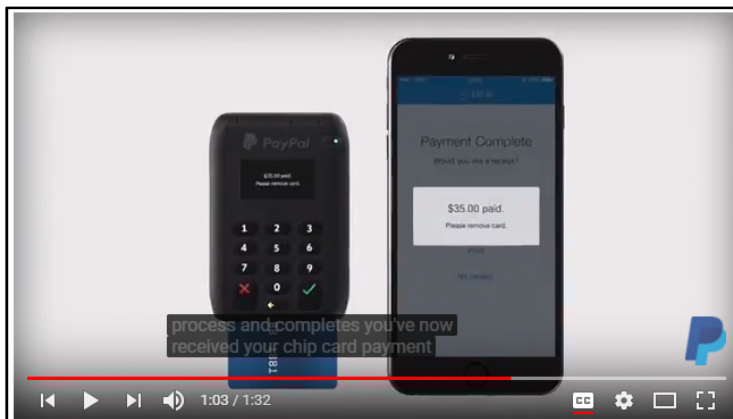 PayPal
$35.00 paid.
Please remove card.
1 2 3
4 5 6
7 8 9
0
Payment Complete
Would you like a receipt?
$35.00 paid.
Please remove card.
No receipt
process and completes you've now
received your chip card payment
1:03 / 1:32
CC